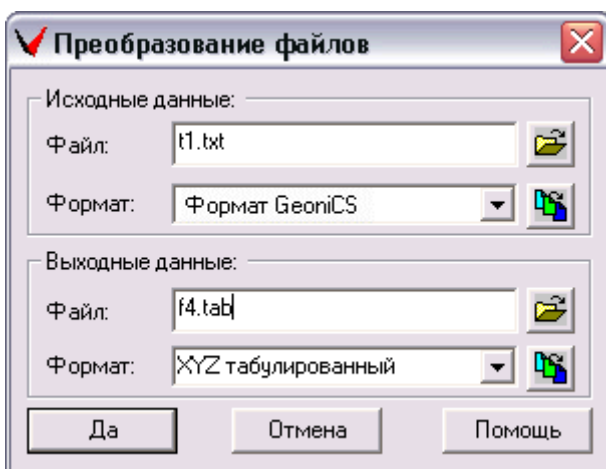 Преобразование файлов
Исходные данные:
Файл: t1.txt
Формат: Формат GeoniCS
Выходные данные:
Файл: f4.tab
Формат: XYZ табулированный
Да Отмена Помощь